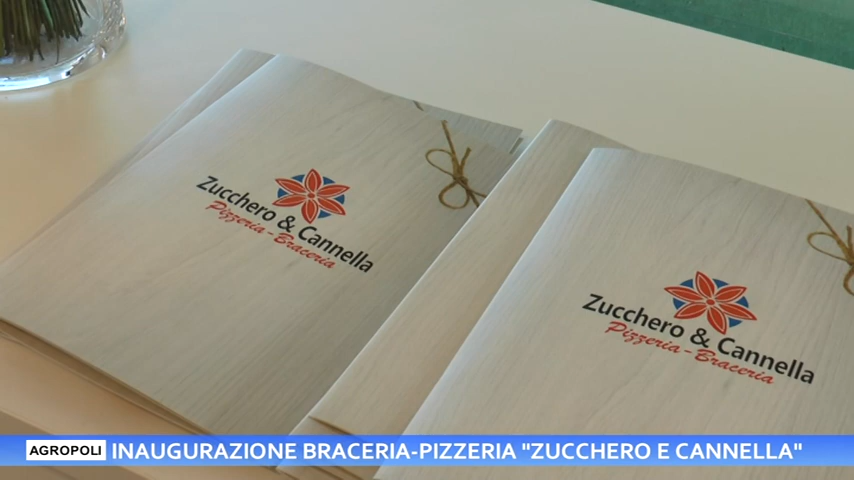 Zucchero & Cannella
Pizzeria-Braceria
Zucchero & Cannella
Pizzeria-Braceria
AGROPOLI INAUGURAZIONE BRACERIA-PIZZERIA "ZUCCHERO E CANNELLA"